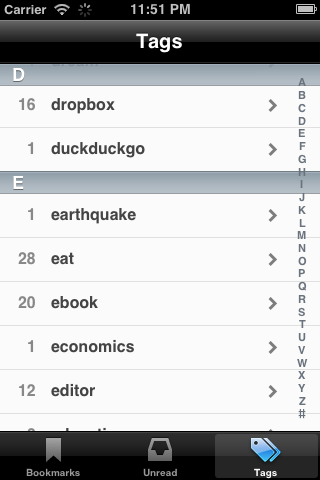 Carrier 11:51 PM
Tags
D
16 dropbox
1 duckduckgo
E
1 earthquake
28 eat
20 ebook
1 economics
12 editor
A
B
C
D
E
F
G
H
I
J
K
L
M
N
O
P
Q
R
S
T
U
V
W
X
Y
Z
#
Bookmarks Unread Tags